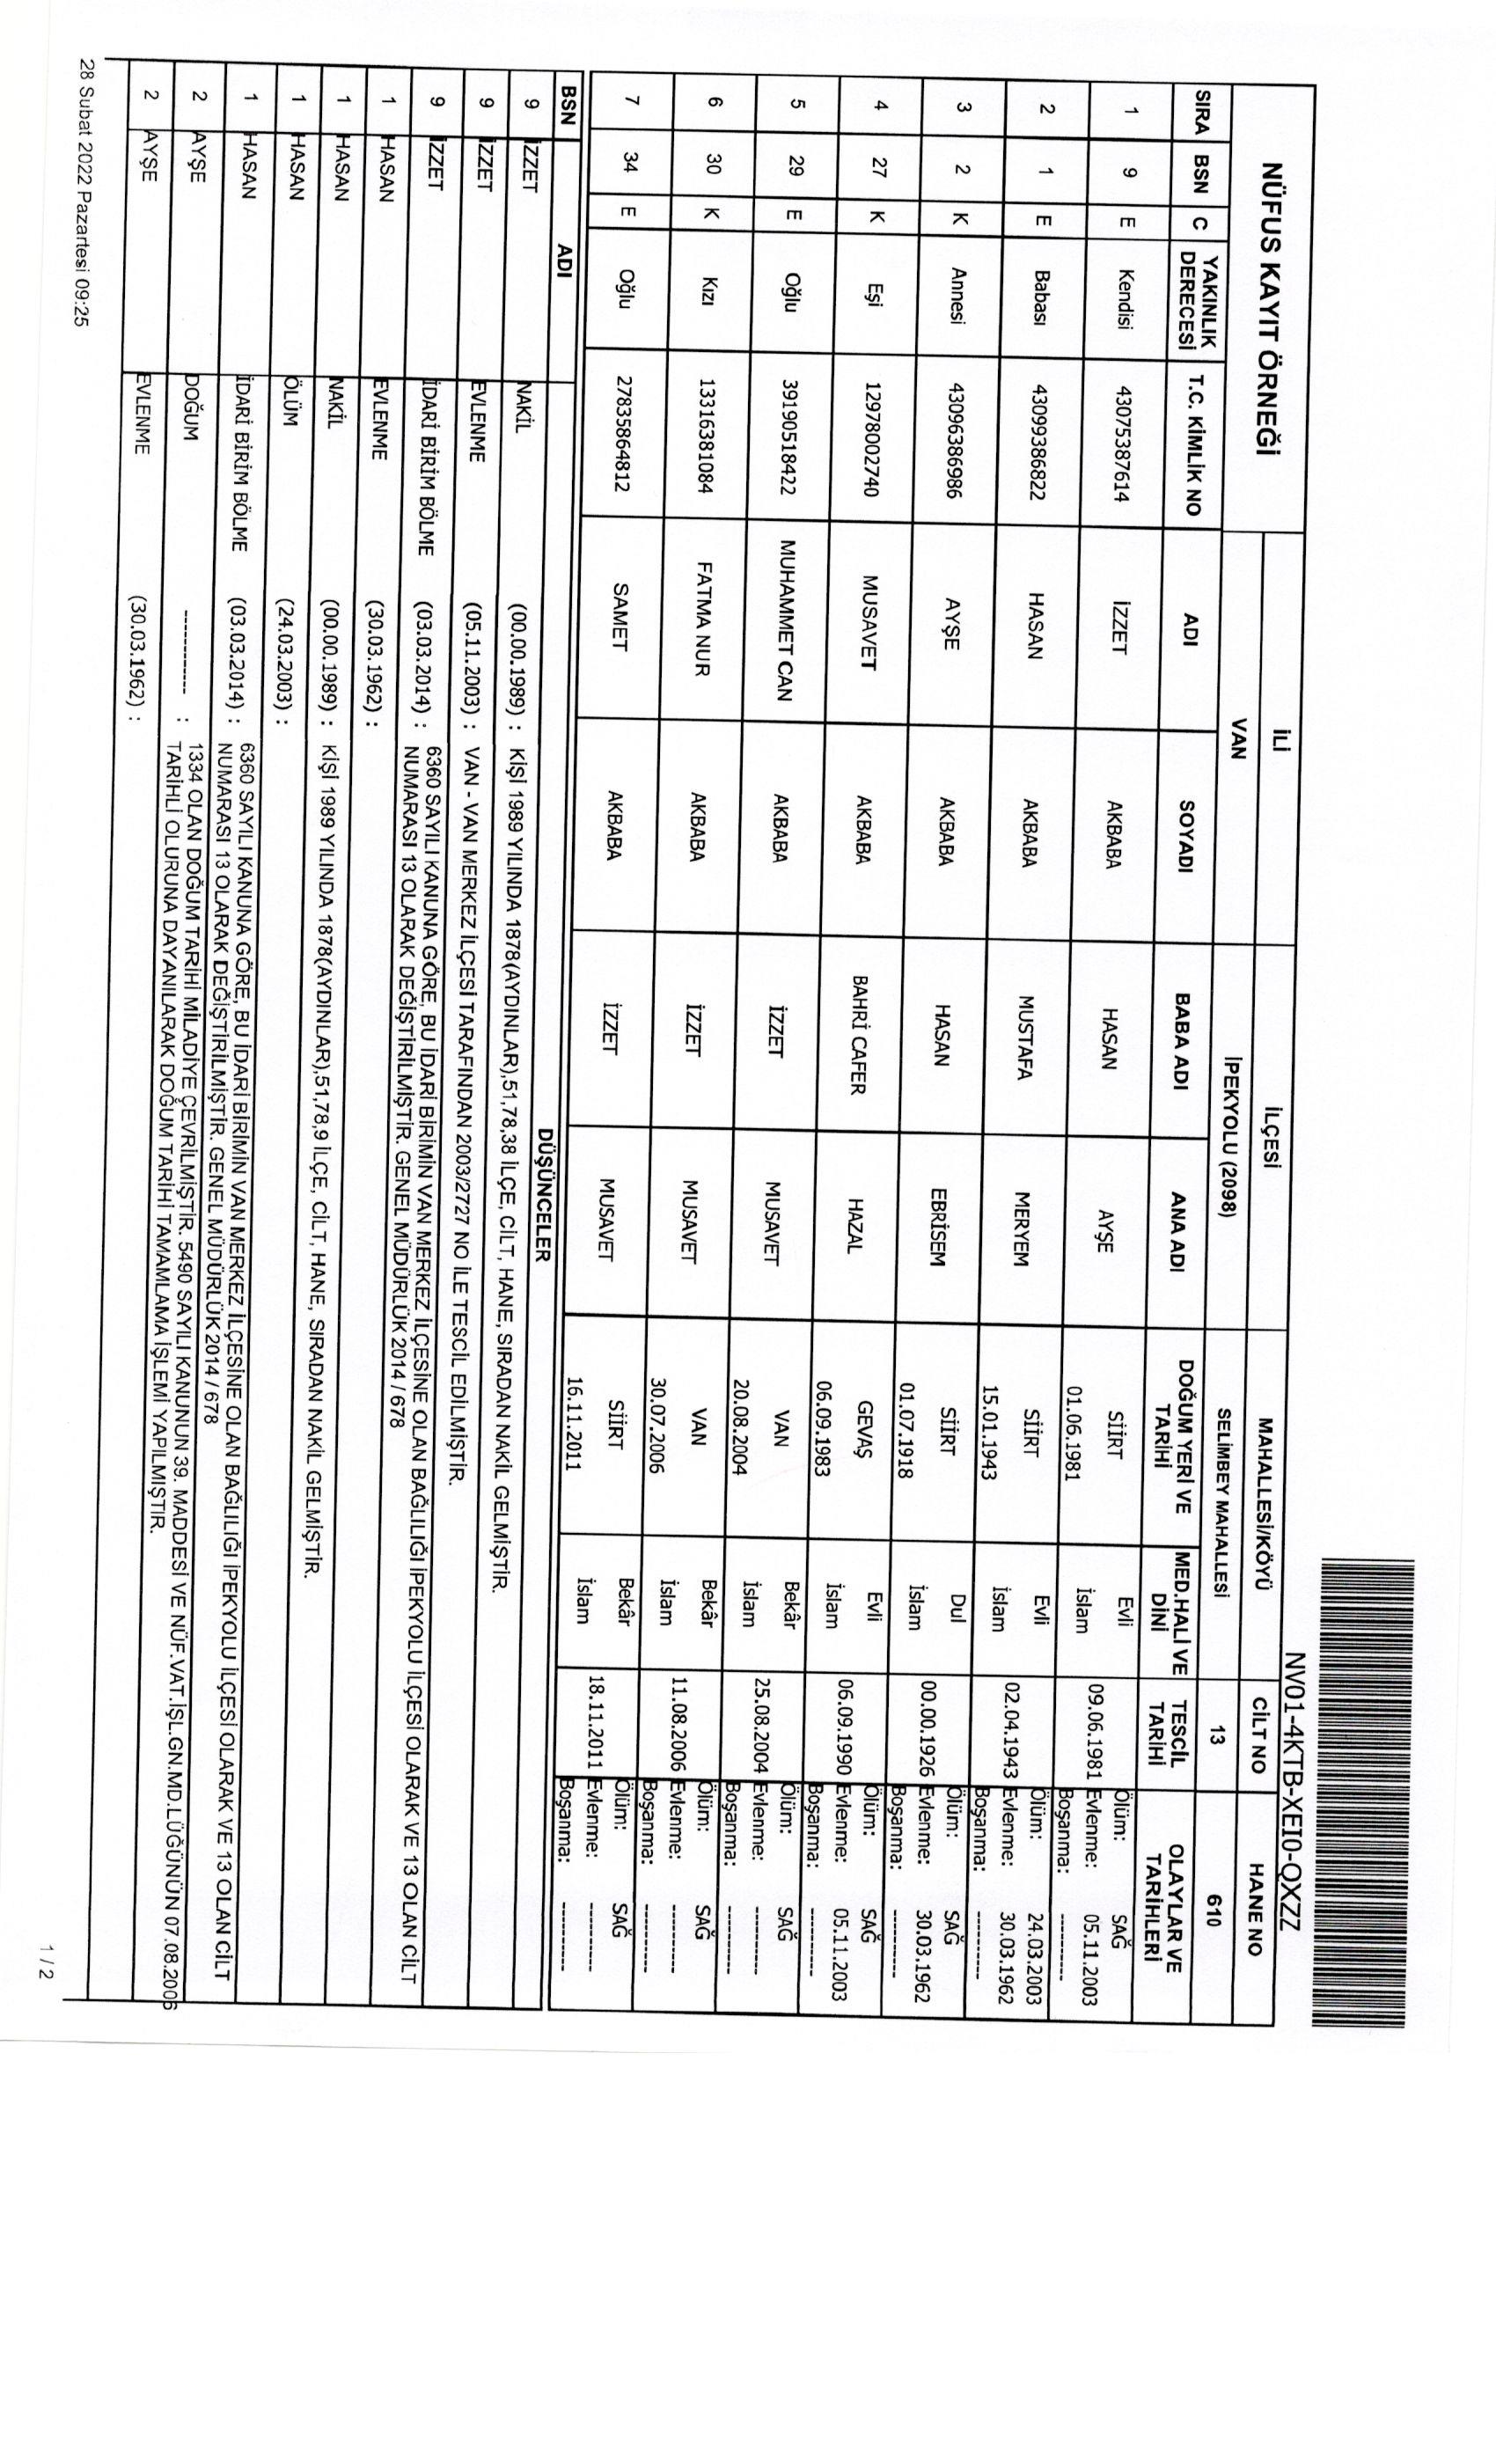 NV01-4KTB-XEI0-QXZZ
NÜFUS KAYIT ÖRNEĞİ
İLİ İLÇESİ MAHALLESİ/KÖYÜ CİLT NO HANE NO
VAN İPEKYOLU (2098) SELİMBEY MAHALLESİ 13 610
SIRA BSN C YAKINLIK DERECESİ T.C. KİMLİK NO ADI SOYADI BABA ADI ANA ADI DOĞUM YERİ VE TARİHİ MED.HALİ VE DİNİ TESCİL TARİHİ OLAYLAR VE TARİHLERİ
1 9 E Kendisi 43075387614 İZZET AKBABA HASAN AYŞE SİİRT 01.06.1981 Evli İslam 09.06.1981 Ölüm: SAĞ Evlenme: 05.11.2003 Boşanma: ----------
2 1 E Babası 43099386822 HASAN AKBABA MUSTAFA MERYEM SİİRT 15.01.1943 Evli İslam 02.04.1943 Ölüm: 24.03.2003 Evlenme: 30.03.1962 Boşanma: ----------
3 2 K Annesi 43096386986 AYŞE AKBABA HASAN EBRİSEM SİİRT 01.07.1918 Dul İslam 00.00.1926 Ölüm: SAĞ Evlenme: 30.03.1962 Boşanma: ----------
4 27 K Eşi 12978002740 MUSAVET AKBABA BAHRİ CAFER HAZAL GEVAŞ 06.09.1983 Evli İslam 06.09.1990 Ölüm: SAĞ Evlenme: 05.11.2003 Boşanma: ----------
5 29 E Oğlu 39190518422 MUHAMMET CAN AKBABA İZZET MUSAVET VAN 20.08.2004 Bekâr İslam 25.08.2004 Ölüm: SAĞ Evlenme: ---------- Boşanma: ----------
6 30 K Kızı 13316381084 FATMA NUR AKBABA İZZET MUSAVET VAN 30.07.2006 Bekâr İslam 11.08.2006 Ölüm: SAĞ Evlenme: ---------- Boşanma: ----------
7 34 E Oğlu 27835864812 SAMET AKBABA İZZET MUSAVET SİİRT 16.11.2011 Bekâr İslam 18.11.2011 Ölüm: SAĞ Evlenme: ---------- Boşanma: ----------
BSN ADI DÜŞÜNCELER
9 İZZET NAKİL (00.00.1989) : KİŞİ 1989 YILINDA 1878(AYDINLAR),51,78,38 İLÇE, CİLT, HANE, SIRADAN NAKİL GELMİŞTİR.
9 İZZET EVLENME (05.11.2003) : VAN - VAN MERKEZ İLÇESİ TARAFINDAN 2003/2727 NO İLE TESCİL EDİLMİŞTİR.
9 İZZET İDARİ BİRİM BÖLME (03.03.2014) : 6360 SAYILI KANUNA GÖRE, BU İDARİ BİRİMİN VAN MERKEZ İLÇESİNE OLAN BAĞLILIĞI İPEKYOLU İLÇESİ OLARAK VE 13 OLAN CİLT
NUMARASI 13 OLARAK DEĞİŞTİRİLMİŞTİR. GENEL MÜDÜRLÜK 2014 / 678
1 HASAN EVLENME (30.03.1962) :
1 HASAN NAKİL (00.00.1989) : KİŞİ 1989 YILINDA 1878(AYDINLAR),51,78,9 İLÇE, CİLT, HANE, SIRADAN NAKİL GELMİŞTİR.
1 HASAN ÖLÜM (24.03.2003) :
1 HASAN İDARİ BİRİM BÖLME (03.03.2014) : 6360 SAYILI KANUNA GÖRE, BU İDARİ BİRİMİN VAN MERKEZ İLÇESİNE OLAN BAĞLILIĞI İPEKYOLU İLÇESİ OLARAK VE 13 OLAN CİLT
NUMARASI 13 OLARAK DEĞİŞTİRİLMİŞTİR. GENEL MÜDÜRLÜK 2014 / 678
2 AYŞE DOĞUM ----------- : 1334 OLAN DOĞUM TARİHİ MİLADİYE ÇEVRİLMİŞTİR. 5490 SAYILI KANUNUN 39. MADDESİ VE NÜF.VAT.İŞL.GN.MD.LÜĞÜNÜN 07.08.2006
TARİHLİ OLURUNA DAYANILARAK DOĞUM TARİHİ TAMAMLAMA İŞLEMİ YAPILMIŞTIR.
2 AYŞE EVLENME (30.03.1962) :
28 Şubat 2022 Pazartesi 09:25
1 / 2